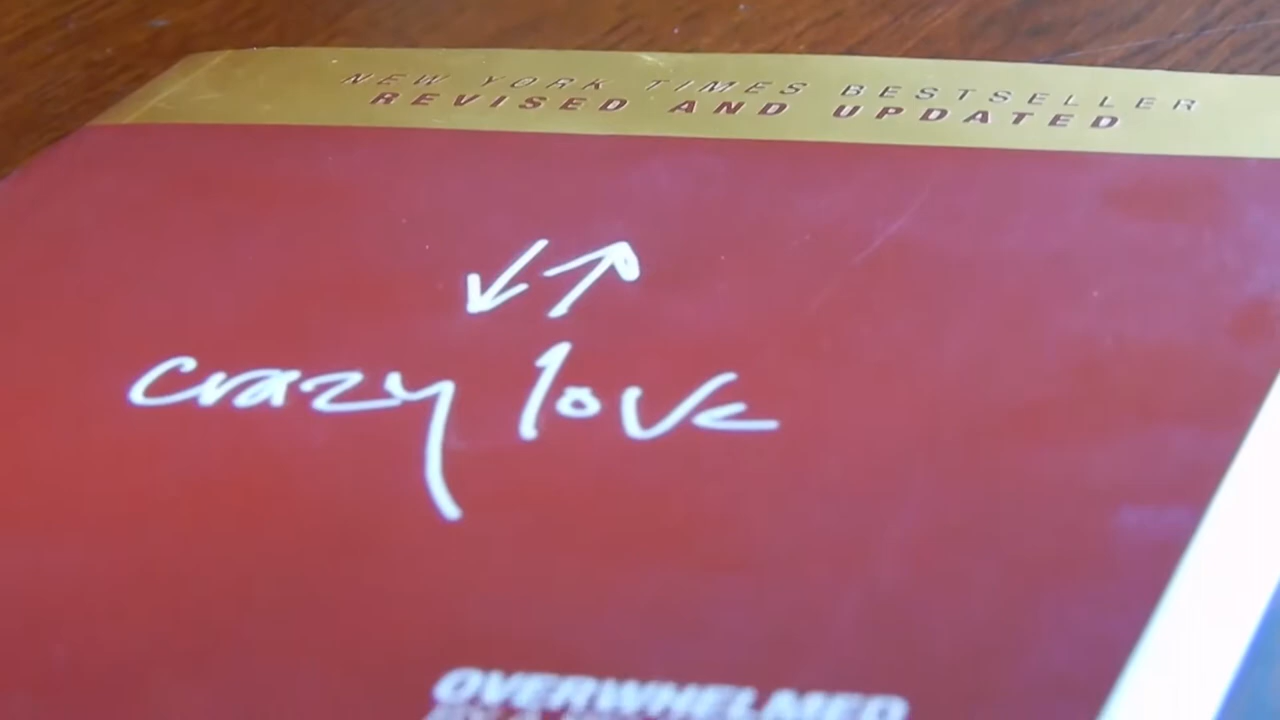 NEW YORK TIMES BESTSELLER
REVISED AND UPDATED
crazy love
OVERWHELMED